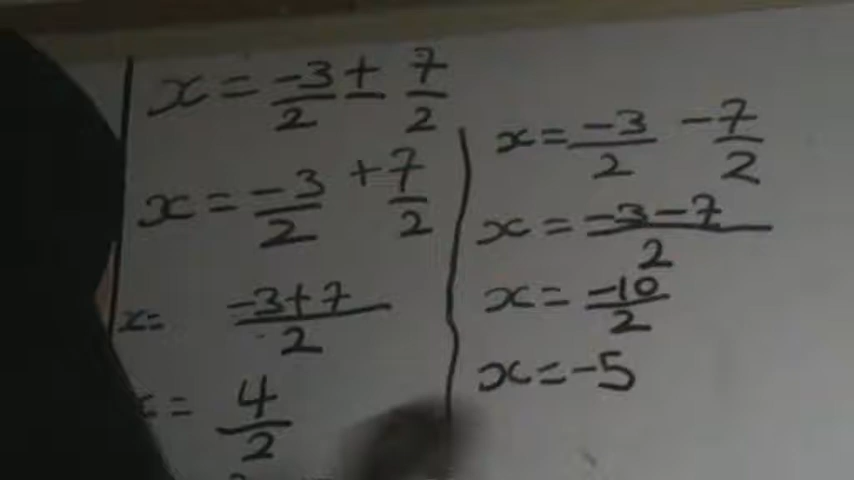 x = -3/2 ± 7/2
x = -3/2 + 7/2
x = (-3+7)/2
x = 4/2
x = -3/2 - 7/2
x = (-3-7)/2
x = -10/2
x = -5